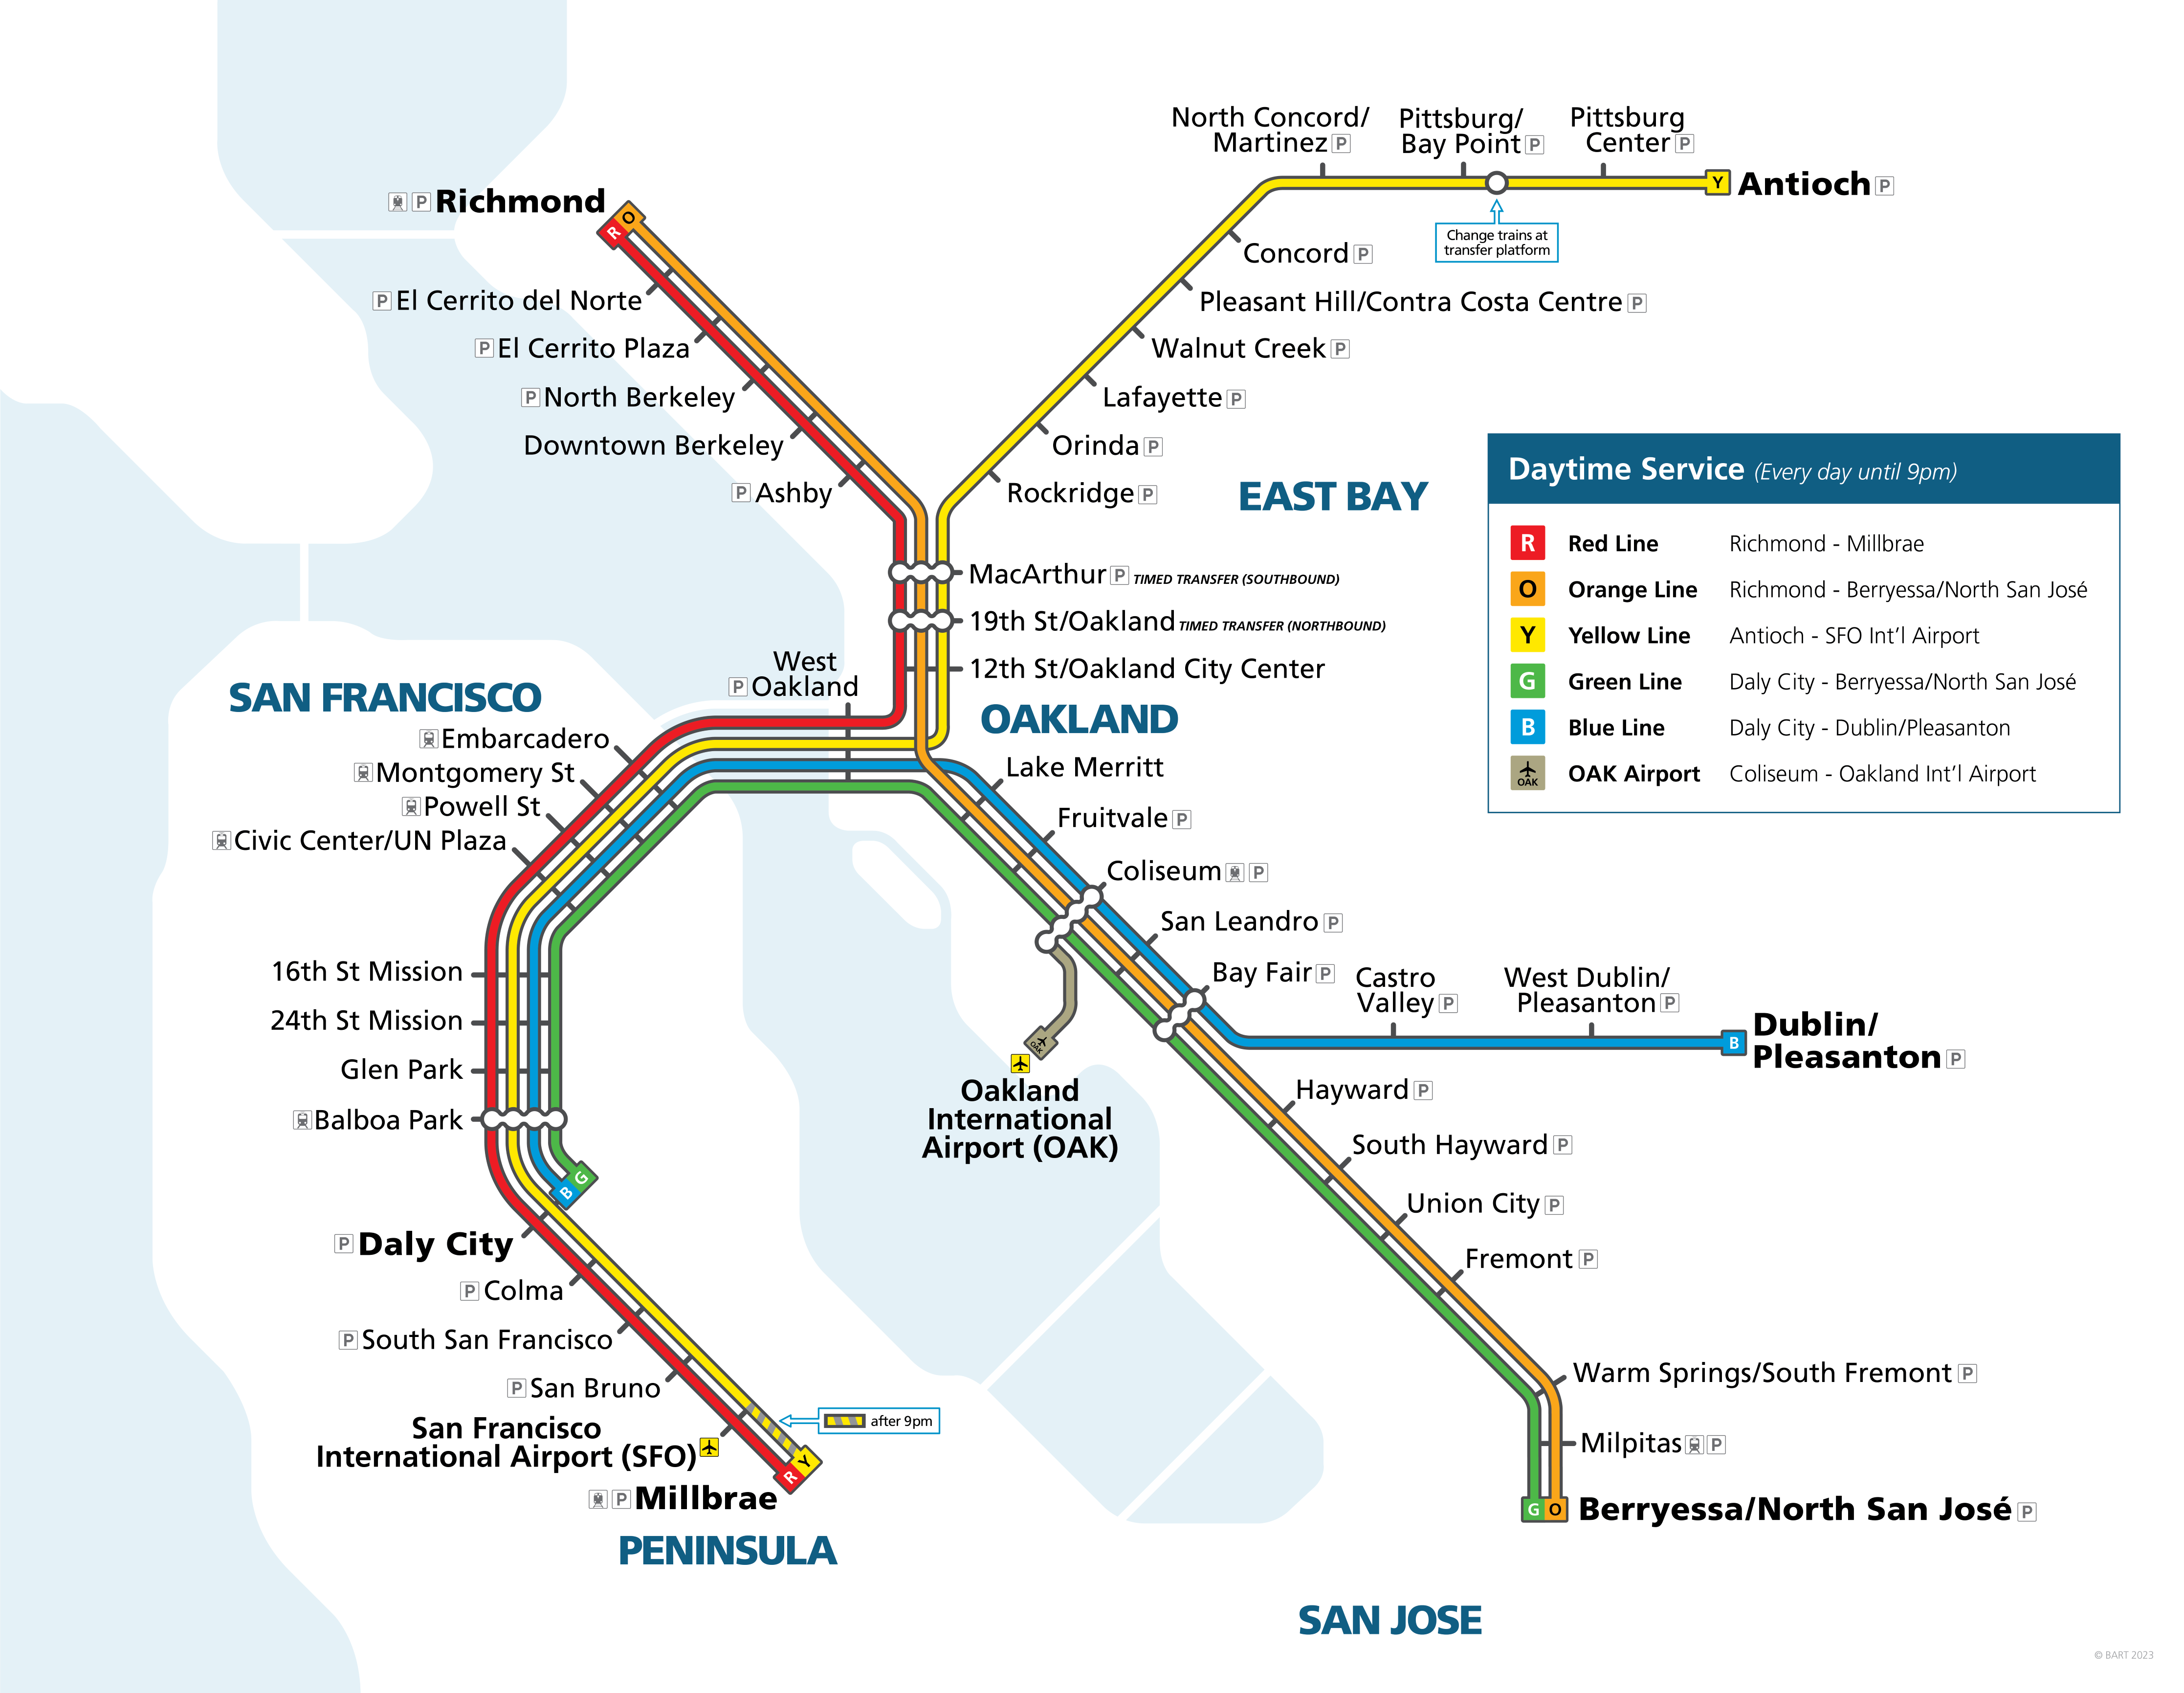 North Concord/
Martinez P
Pittsburg/
Bay Point P
Pittsburg
Center P
Y
Antioch P
Change trains at
transfer platform
P Richmond
R
O
P El Cerrito del Norte
P El Cerrito Plaza
P North Berkeley
Downtown Berkeley
P Ashby
Concord P
Pleasant Hill/Contra Costa Centre P
Walnut Creek P
Lafayette P
Orinda P
Rockridge P
EAST BAY
MacArthur P TIMED TRANSFER (SOUTHBOUND)
19th St/Oakland TIMED TRANSFER (NORTHBOUND)
12th St/Oakland City Center
West
P Oakland
OAKLAND
SAN FRANCISCO
Embarcadero
Montgomery St
Powell St
Civic Center/UN Plaza
16th St Mission
24th St Mission
Glen Park
Balboa Park
B
G
P Daly City
P Colma
P South San Francisco
P San Bruno
San Francisco
International Airport (SFO)
after 9pm
R
Y
P Millbrae
PENINSULA
Lake Merritt
Fruitvale P
Coliseum P
San Leandro P
Bay Fair P
Castro
Valley P
West Dublin/
Pleasanton P
B
Dublin/
Pleasanton P
OAK
Oakland
International
Airport (OAK)
Hayward P
South Hayward P
Union City P
Fremont P
Warm Springs/South Fremont P
Milpitas P
G O
Berryessa/North San José P
SAN JOSE
Daytime Service (Every day until 9pm)
R Red Line Richmond - Millbrae
O Orange Line Richmond - Berryessa/North San José
Y Yellow Line Antioch - SFO Int'l Airport
G Green Line Daly City - Berryessa/North San José
B Blue Line Daly City - Dublin/Pleasanton
OAK OAK Airport Coliseum - Oakland Int'l Airport
© BART 2023